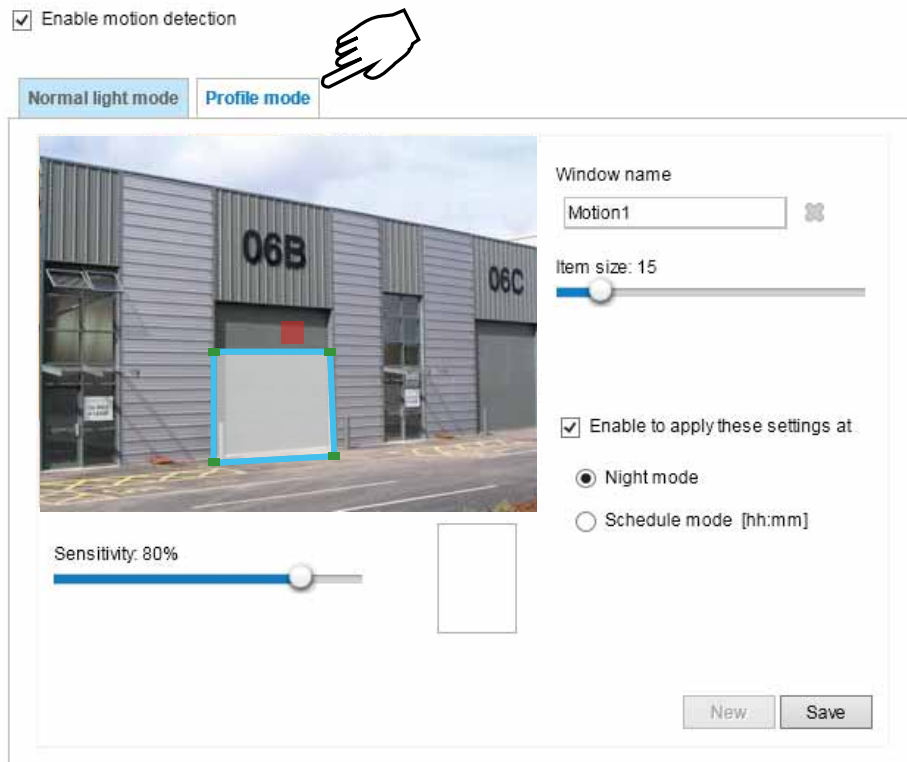 Enable motion detection
Normal light mode
Profile mode
Window name
Motion1
Item size: 15
06B
06C
Enable to apply these settings at
Night mode
Schedule mode [hh:mm]
Sensitivity: 80%
New
Save